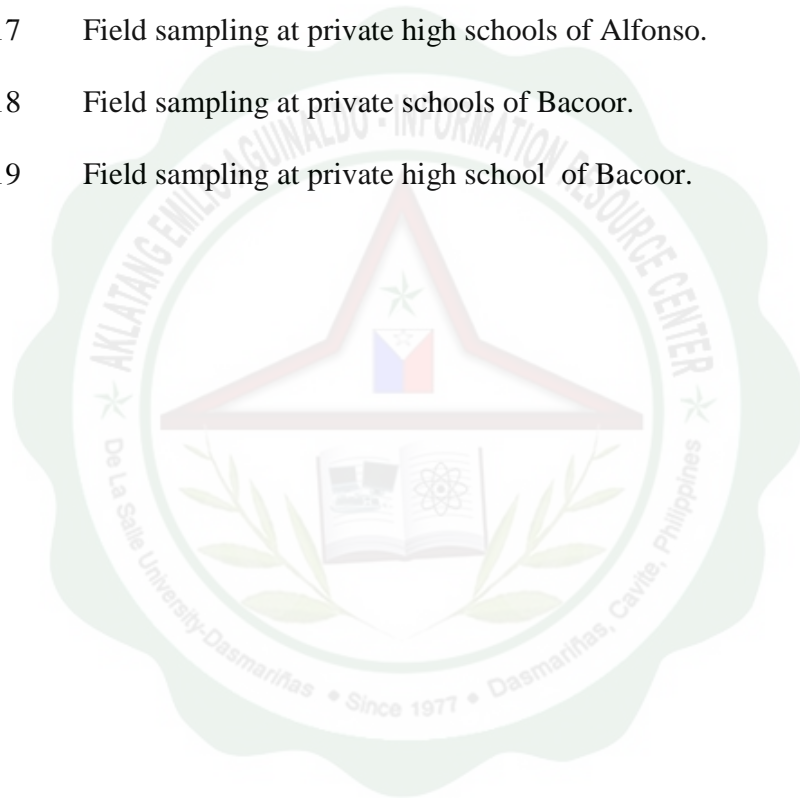 17 Field sampling at private high schools of Alfonso.
18 Field sampling at private schools of Bacoor.
19 Field sampling at private high school  of Bacoor.
AKLATANG EMILIO AGUINALDO - INFORMATION RESOURCE CENTER
De La Salle University-Dasmariñas • Since 1977 • Dasmariñas, Cavite, Philippines